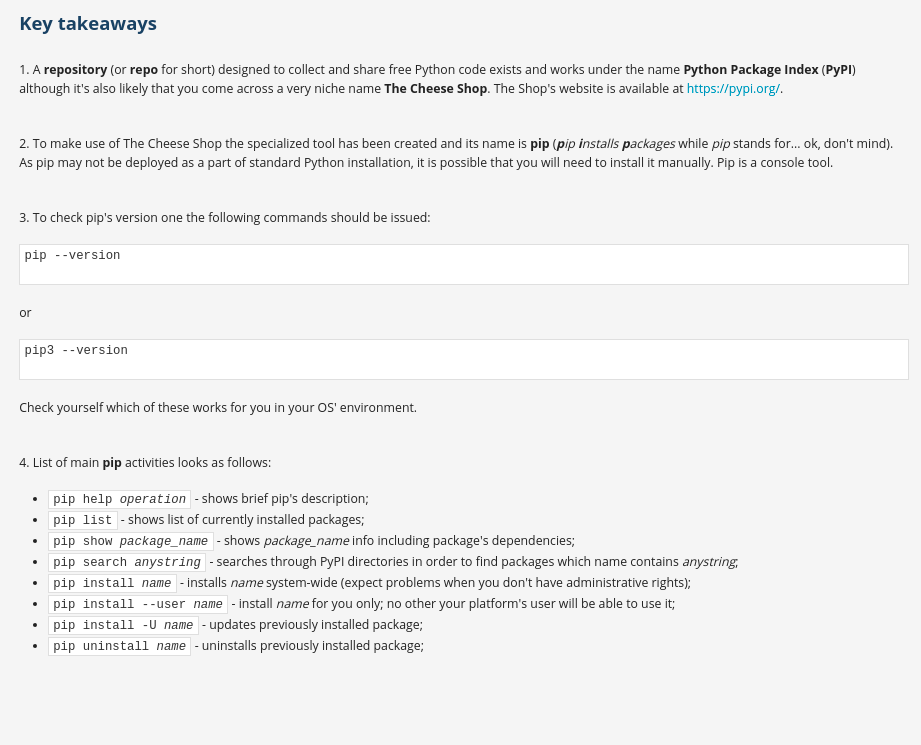 Key takeaways
1. A repository (or repo for short) designed to collect and share free Python code exists and works under the name Python Package Index (PyPI)
although it's also likely that you come across a very niche name The Cheese Shop. The Shop's website is available at https://pypi.org/.
2. To make use of The Cheese Shop the specialized tool has been created and its name is pip (pip installs packages while pip stands for... ok, don't mind).
As pip may not be deployed as a part of standard Python installation, it is possible that you will need to install it manually. Pip is a console tool.
3. To check pip's version one the following commands should be issued:
pip --version
or
pip3 --version
Check yourself which of these works for you in your OS' environment.
4. List of main pip activities looks as follows:
• pip help operation - shows brief pip's description;
• pip list - shows list of currently installed packages;
• pip show package_name - shows package_name info including package's dependencies;
• pip search anystring - searches through PyPI directories in order to find packages which name contains anystring;
• pip install name - installs name system-wide (expect problems when you don't have administrative rights);
• pip install --user name - install name for you only; no other your platform's user will be able to use it;
• pip install -U name - updates previously installed package;
• pip uninstall name - uninstalls previously installed package;